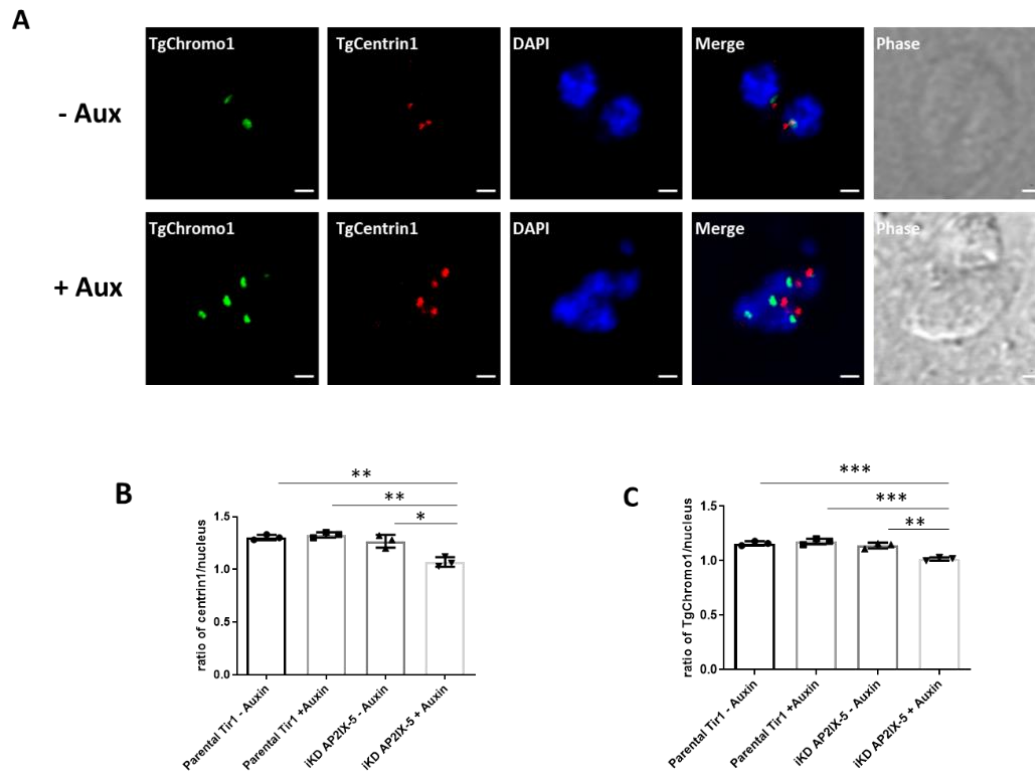 A
TgChromo1 TgCentrin1 DAPI Merge Phase
- Aux
TgChromo1 TgCentrin1 DAPI Merge Phase
+ Aux
B
**
**
*
ratio of centrin1/nucleus
1.5
1.0
0.5
0.0
Parental Tir1 - Auxin
Parental Tir1 +Auxin
iKD AP2IX-5 - Auxin
iKD AP2IX-5 + Auxin
C
***
***
**
ratio of TgChromo1/nucleus
1.5
1.0
0.5
0.0
Parental Tir1 - Auxin
Parental Tir1 +Auxin
iKD AP2IX-5 - Auxin
iKD AP2IX-5 + Auxin